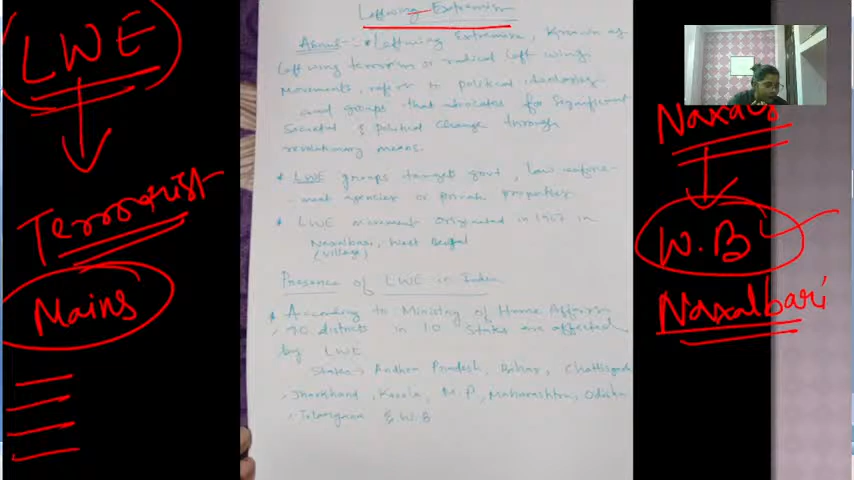 LWE
Terrorist
Mains
Leftwing Extremism
About :- * Leftwing Extremism, Known as
Left wing terrorism or radical left wing
Movements, refers to political ideologies
and groups that advocates for significant
Societal & political change through
revolutionary means.
* LWE groups targets govt, law enforce-
-ment agencies or private properties
* LWE movement originated in 1967 in
Naxalbari, West Bengal
(village)
Presence of LWE in India
* According to Ministry of Home Affairs
, 90 districts in 10 States are affected
by LWE
States → Andhra Pradesh, Bihar, Chattisgarh
, Jharkhand, Kerala, M.P, Maharashtra, Odisha
, Telangana & W.B
W.B
Naxalbari